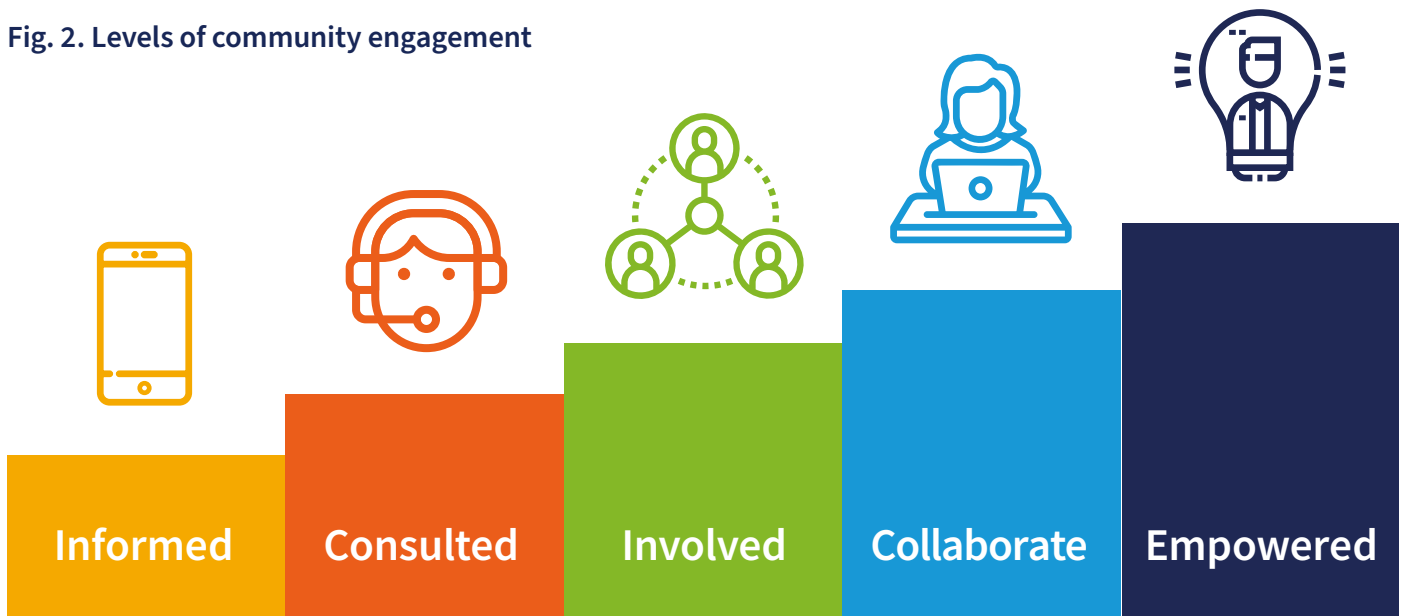 Fig. 2. Levels of community engagement
Informed
Consulted
Involved
Collaborate
Empowered